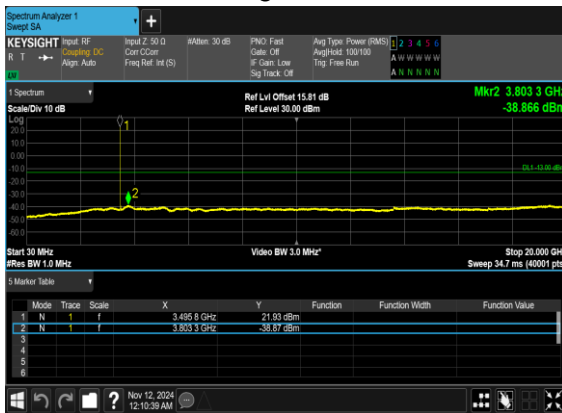 Spectrum Analyzer 1
Swept SA
KEYSIGHT Input: RF Input Z: 50 Ω #Atten: 30 dB PNO: Fast Avg Type: Power (RMS) 1 2 3 4 5 6
R T Coupling: DC Corr CCorr Gate: Off Avg|Hold: 100/100 A W W W W W
Align: Auto Freq Ref: Int (S) IF Gain: Low Trig: Free Run
Sig Track: Off A N N N N N
1 Spectrum Ref Lvl Offset 15.81 dB Mkr2 3.803 3 GHz
Scale/Div 10 dB Ref Level 30.00 dBm -38.866 dBm
Log
1
20.0
10.0
0.00
-10.0 DL1 -13.00 dBm
-20.0
-30.0
2
-40.0
-50.0
-60.0
Start 30 MHz Video BW 3.0 MHz* Stop 20.000 GHz
#Res BW 1.0 MHz Sweep 34.7 ms (40001 pts)
5 Marker Table
Mode Trace Scale X Y Function Function Width Function Value
1 N 1 f 3.495 8 GHz 21.93 dBm
2 N 1 f 3.803 3 GHz -38.87 dBm
3
4
5
6
? Nov 12, 2024
12:10:39 AM